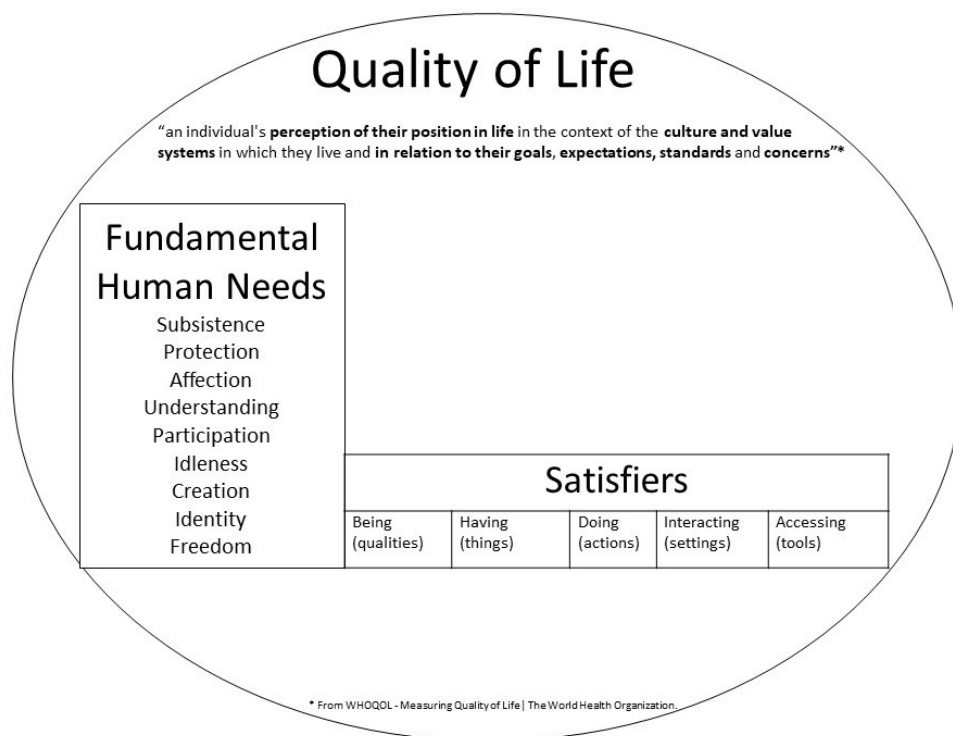 Quality of Life
“an individual's perception of their position in life in the context of the culture and value
systems in which they live and in relation to their goals, expectations, standards and concerns”*
Fundamental
Human Needs
Subsistence
Protection
Affection
Understanding
Participation
Idleness
Creation
Identity
Freedom
Satisfiers
Being
(qualities)
Having
(things)
Doing
(actions)
Interacting
(settings)
Accessing
(tools)
* From WHOQOL - Measuring Quality of Life| The World Health Organization.